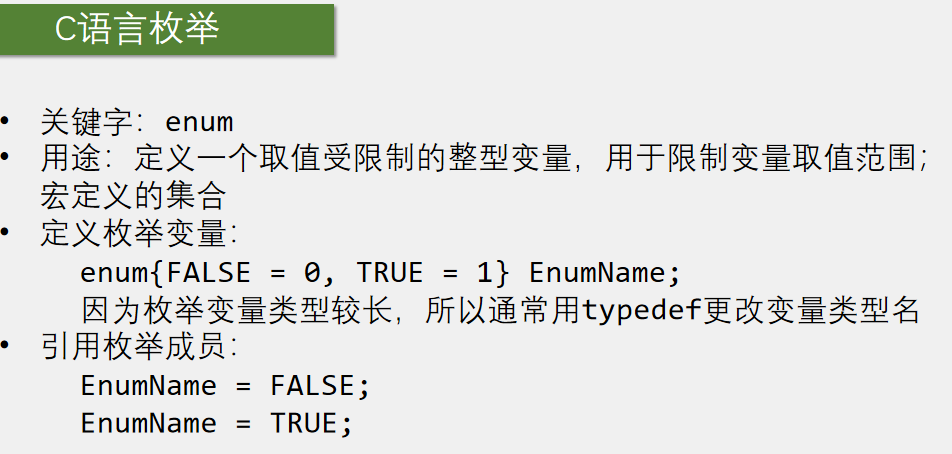 C语言枚举
• 关键字：enum
• 用途：定义一个取值受限制的整型变量，用于限制变量取值范围；
宏定义的集合
• 定义枚举变量：
enum{FALSE = 0, TRUE = 1} EnumName;
因为枚举变量类型较长，所以通常用typedef更改变量类型名
• 引用枚举成员：
EnumName = FALSE;
EnumName = TRUE;